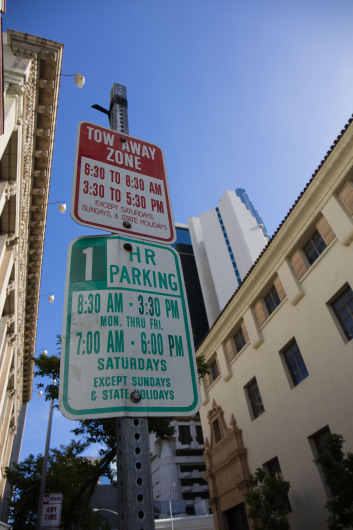 TOW AWAY
ZONE
6:30 TO 8:30 AM
3:30 TO 5:30 PM
EXCEPT SATURDAYS,
SUNDAYS, & STATE HOLIDAYS
1 HR
PARKING
8:30 AM - 3:30 PM
MON. THRU FRI.
7:00 AM - 6:00 PM
SATURDAYS
EXCEPT SUNDAYS
& STATE HOLIDAYS
ANY
TIME